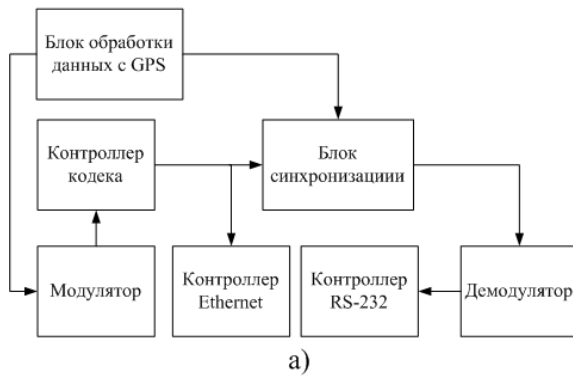 Блок обработки
данных с GPS
Контроллер
кодека
Блок
синхронизациии
Модулятор
Контроллер
Ethernet
Контроллер
RS-232
Демодулятор
а)